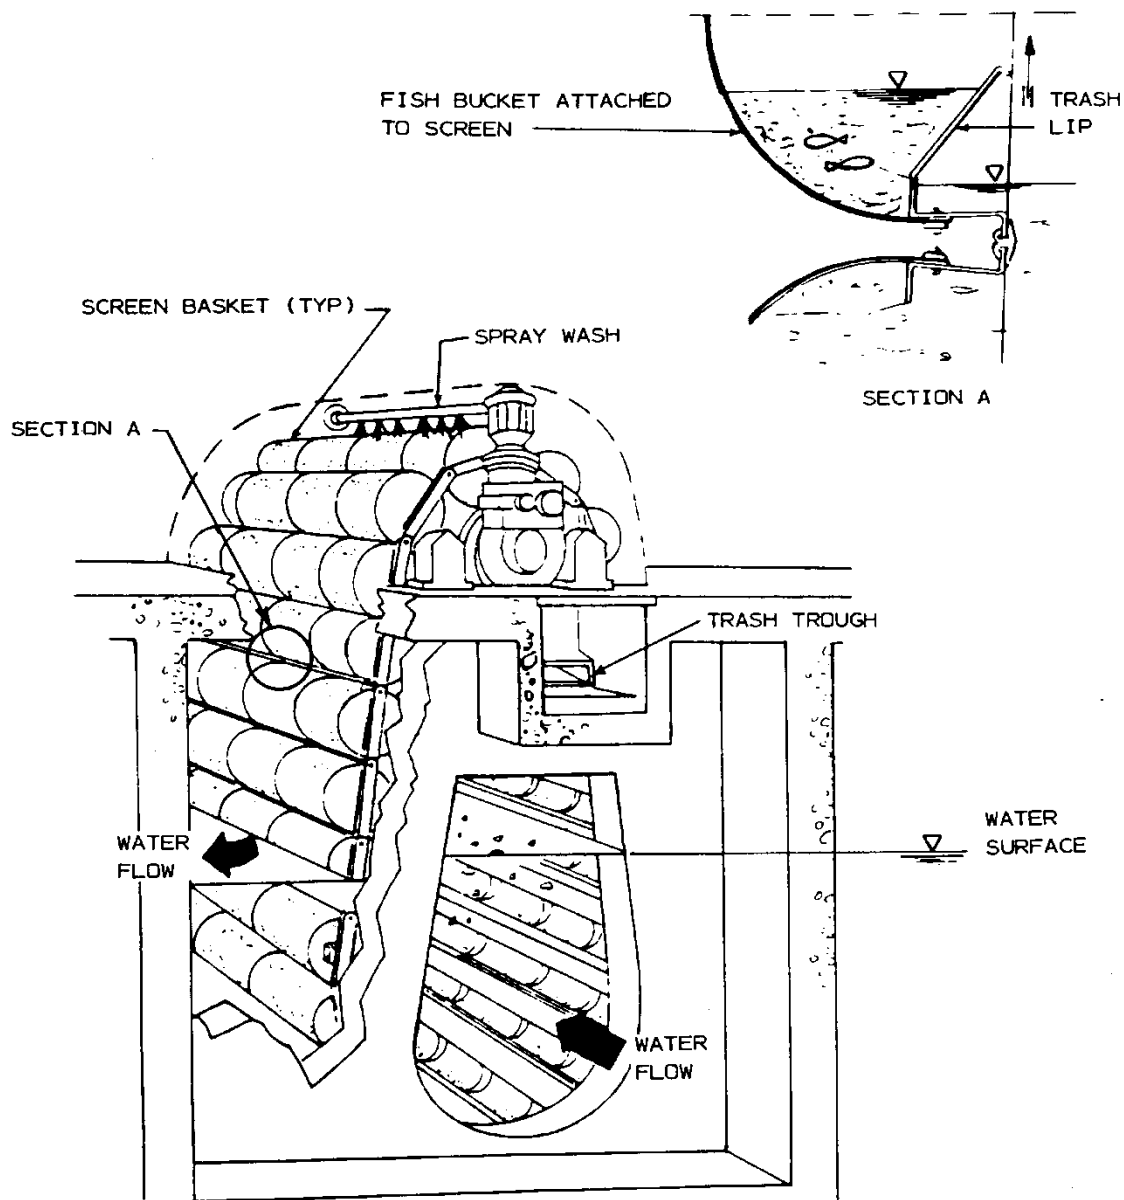 FISH BUCKET ATTACHED
TO SCREEN
TRASH
LIP
SECTION A
SCREEN BASKET (TYP)
SPRAY WASH
SECTION A
TRASH TROUGH
WATER
SURFACE
WATER
FLOW
WATER
FLOW